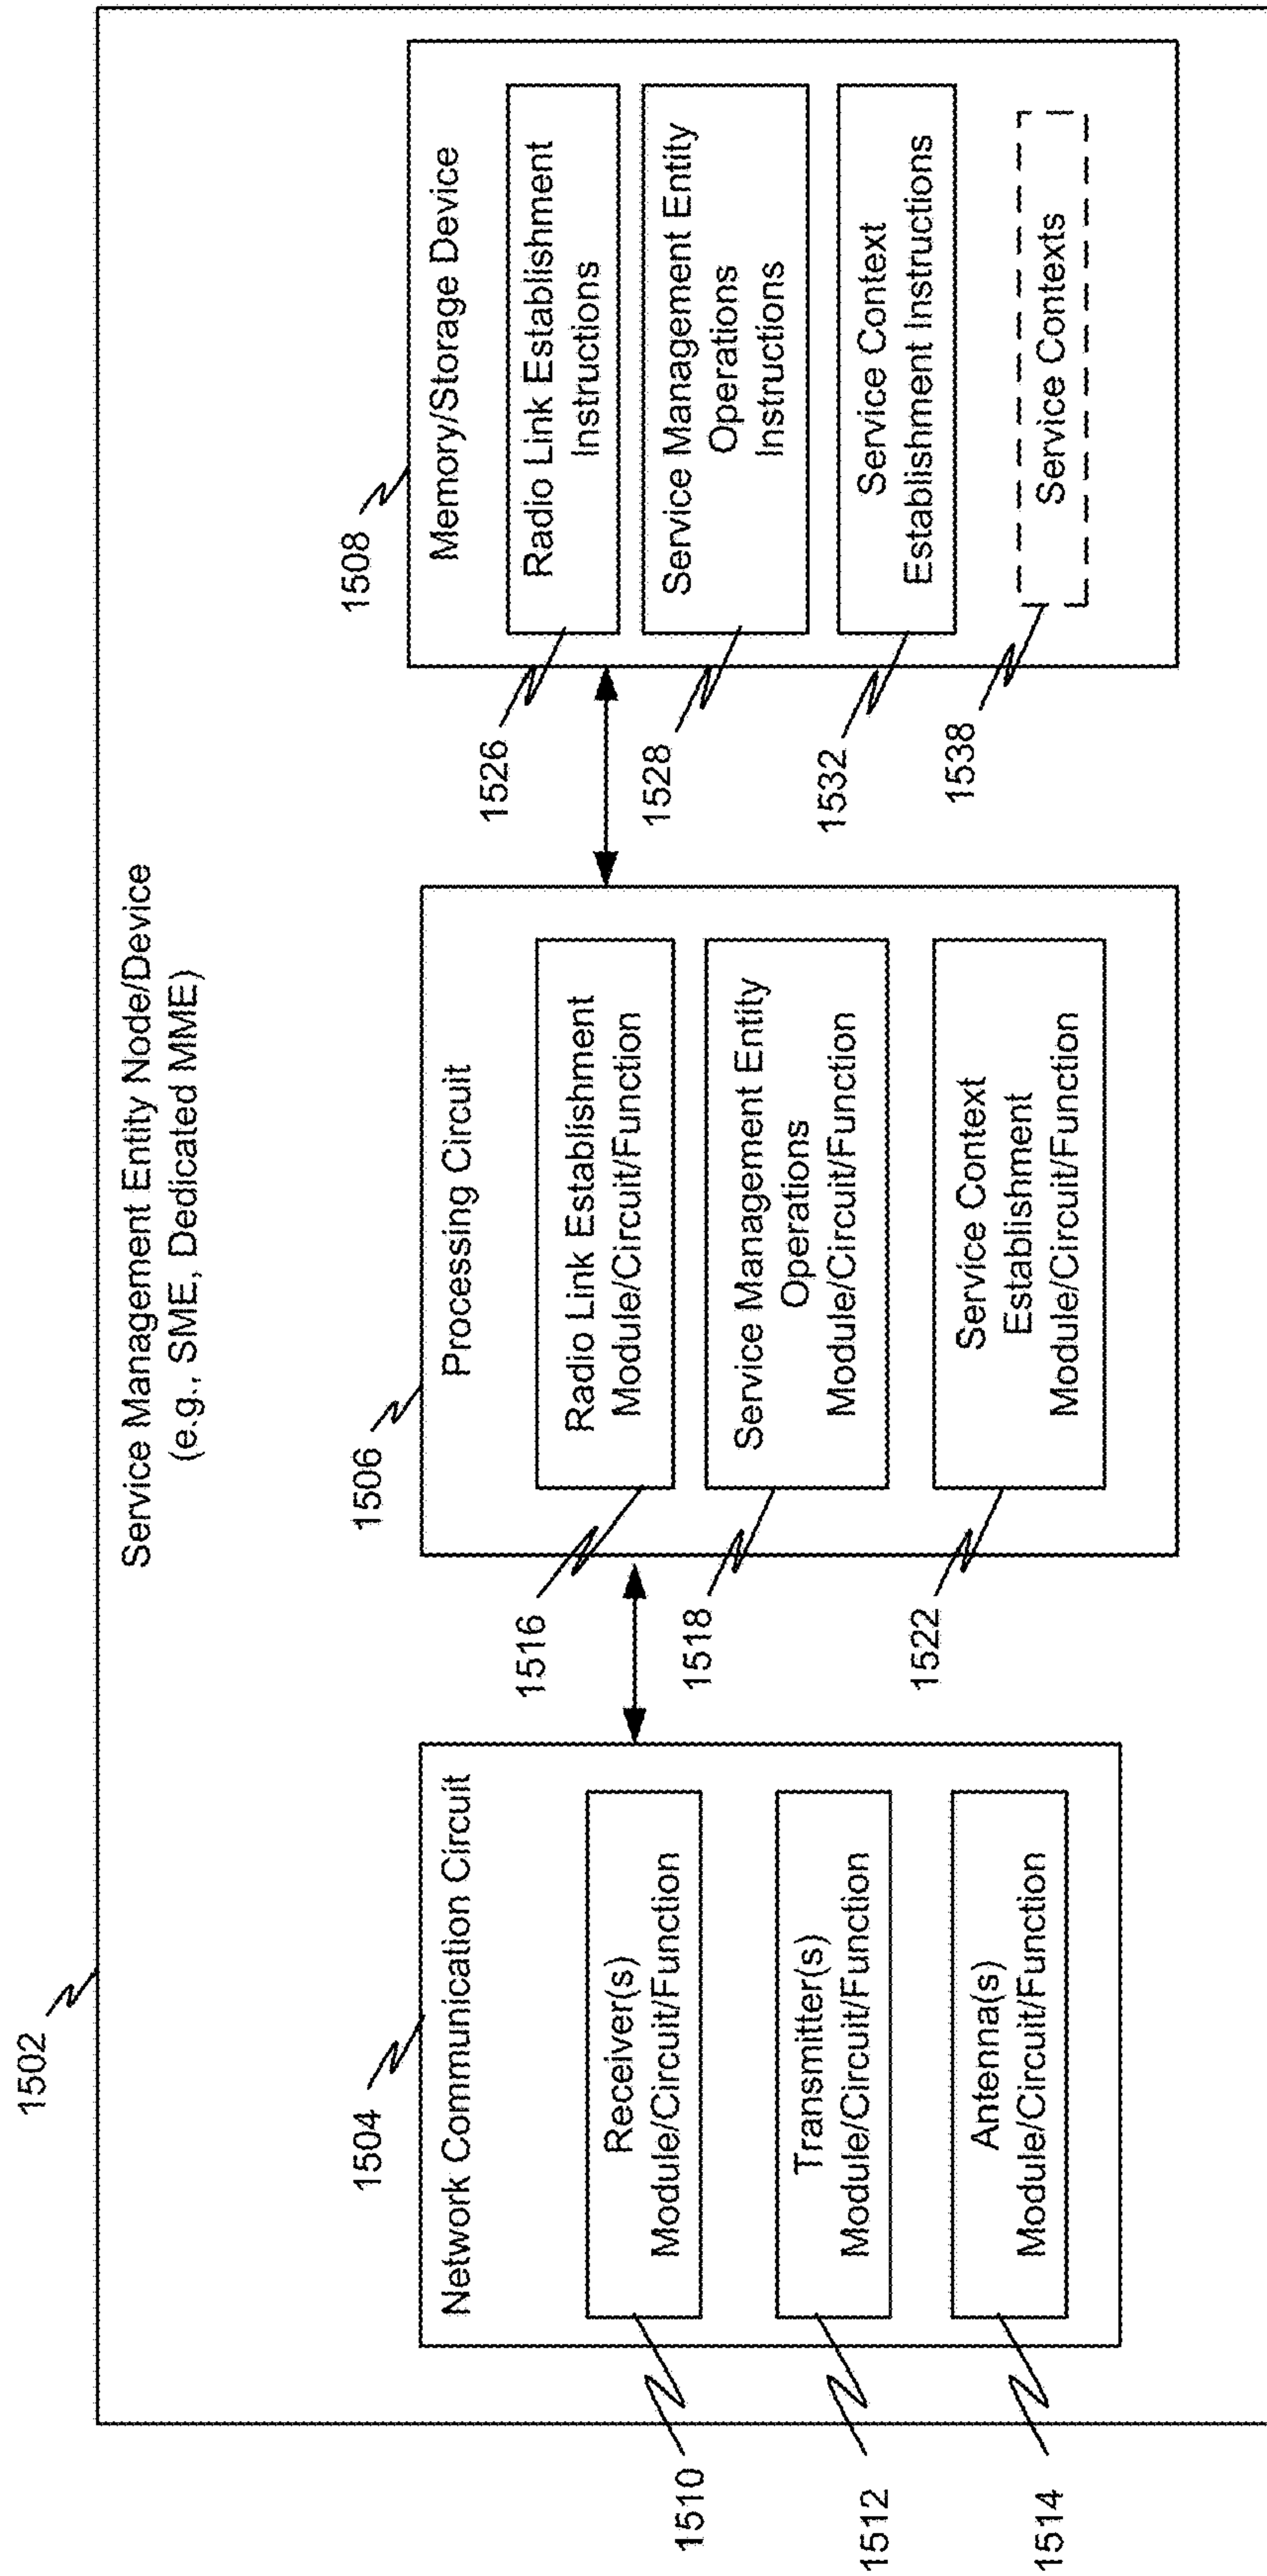 1502
Service Management Entity Node/Device
(e.g., SME, Dedicated MME)
1504
Network Communication Circuit
Receiver(s)
Module/Circuit/Function
1510
Transmitter(s)
Module/Circuit/Function
1512
Antenna(s)
Module/Circuit/Function
1514
1506
Processing Circuit
Radio Link Establishment
Module/Circuit/Function
1516
Service Management Entity
Operations
Module/Circuit/Function
1518
Service Context
Establishment
Module/Circuit/Function
1522
1508
Memory/Storage Device
Radio Link Establishment
Instructions
1526
Service Management Entity
Operations
Instructions
1528
Service Context
Establishment Instructions
1532
Service Contexts
1538